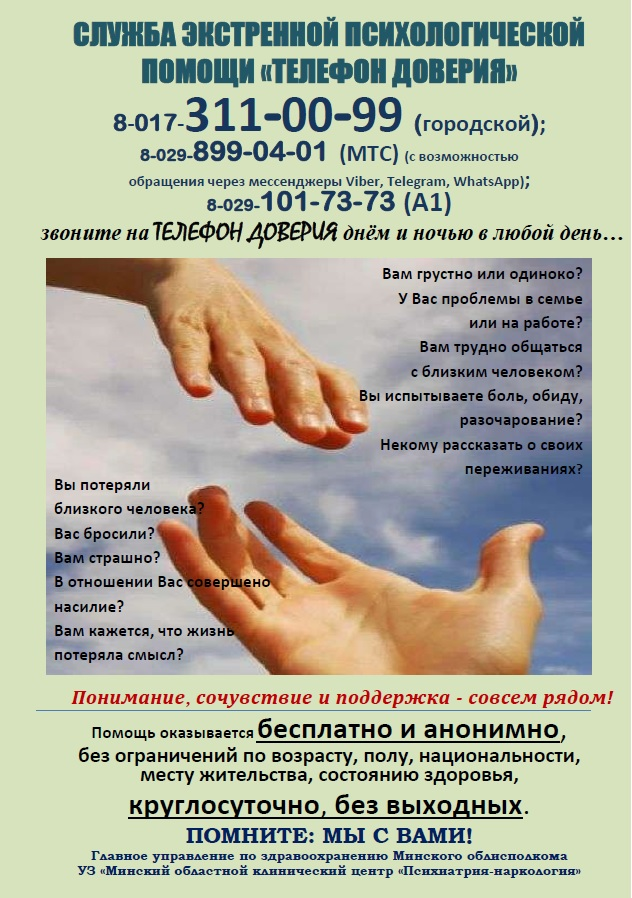 СЛУЖБА ЭКСТРЕННОЙ ПСИХОЛОГИЧЕСКОЙ
ПОМОЩИ «ТЕЛЕФОН ДОВЕРИЯ»
8-017-311-00-99 (городской);
8-029-899-04-01 (МТС) (с возможностью
обращения через мессенджеры Viber, Telegram, WhatsApp);
8-029-101-73-73 (А1)
звоните на ТЕЛЕФОН ДОВЕРИЯ днём и ночью в любой день…
Вам грустно или одиноко?
У Вас проблемы в семье
или на работе?
Вам трудно общаться
с близким человеком?
Вы испытываете боль, обиду,
разочарование?
Некому рассказать о своих
переживаниях?
Вы потеряли
близкого человека?
Вас бросили?
Вам страшно?
В отношении Вас совершено
насилие?
Вам кажется, что жизнь
потеряла смысл?
Понимание, сочувствие и поддержка - совсем рядом!
Помощь оказывается бесплатно и анонимно,
без ограничений по возрасту, полу, национальности,
месту жительства, состоянию здоровья,
круглосуточно, без выходных.
ПОМНИТЕ: МЫ С ВАМИ!
Главное управление по здравоохранению Минского облисполкома
УЗ «Минский областной клинический центр «Психиатрия-наркология»